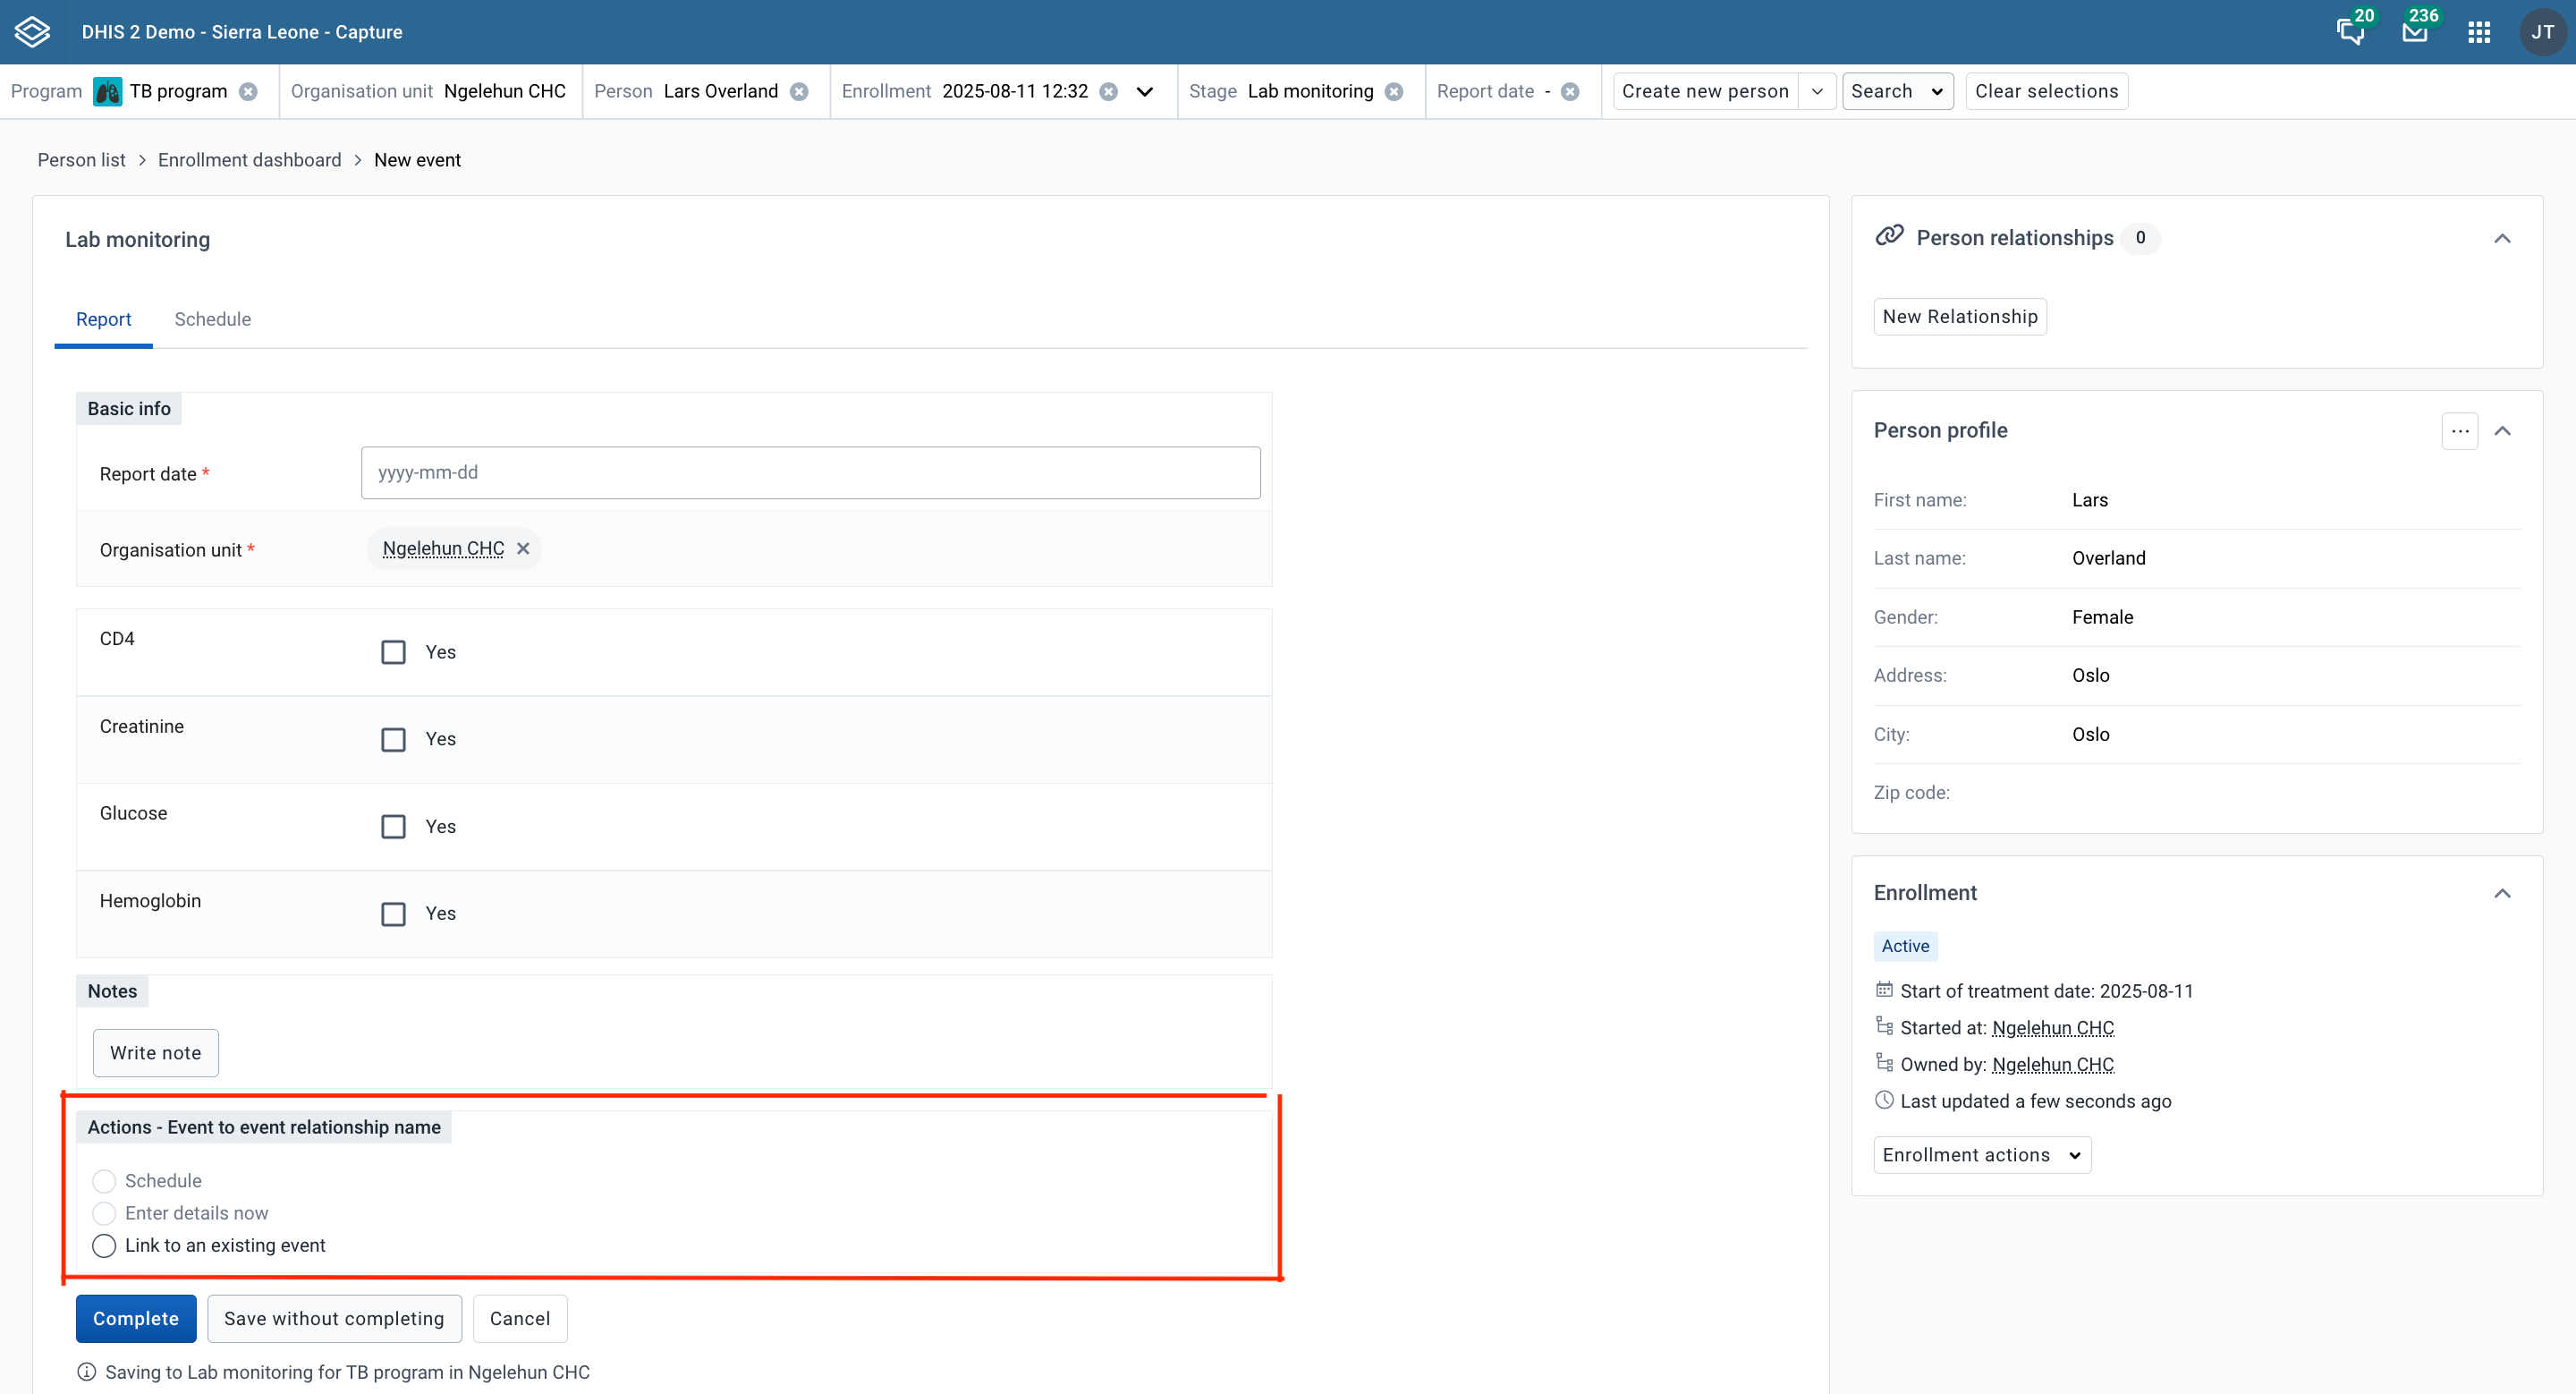 DHIS 2 Demo - Sierra Leone - Capture
20
236
JT
Program TB program Organisation unit Ngelehun CHC Person Lars Overland Enrollment 2025-08-11 12:32 Stage Lab monitoring Report date - Create new person Search Clear selections
Person list > Enrollment dashboard > New event
Lab monitoring
Report Schedule
Basic info
Report date * yyyy-mm-dd
Organisation unit * Ngelehun CHC
CD4 Yes
Creatinine Yes
Glucose Yes
Hemoglobin Yes
Notes
Write note
Actions - Event to event relationship name
Schedule
Enter details now
Link to an existing event
Complete Save without completing Cancel
Saving to Lab monitoring for TB program in Ngelehun CHC
Person relationships 0
New Relationship
Person profile
First name: Lars
Last name: Overland
Gender: Female
Address: Oslo
City: Oslo
Zip code:
Enrollment
Active
Start of treatment date: 2025-08-11
Started at: Ngelehun CHC
Owned by: Ngelehun CHC
Last updated a few seconds ago
Enrollment actions